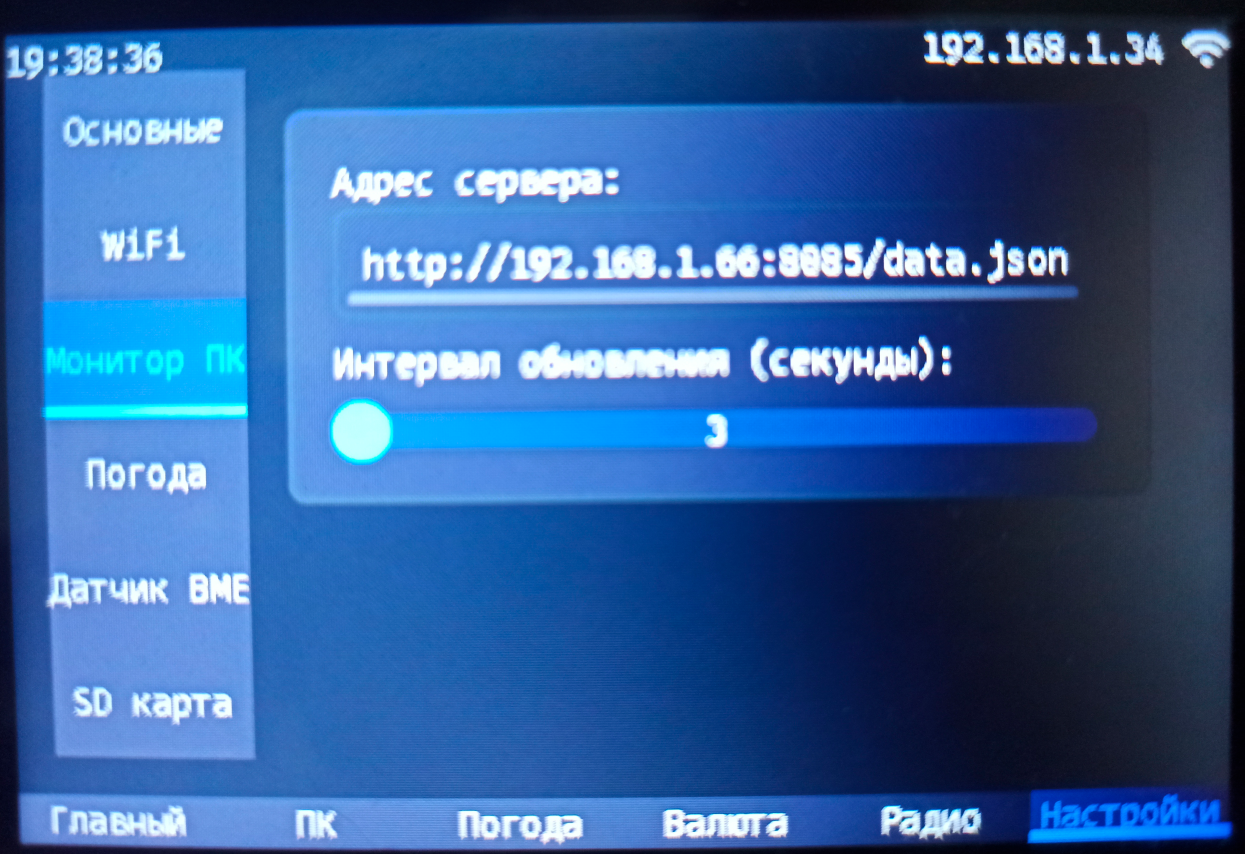 19:38:36
192.168.1.34
Основные
WiFi
Монитор ПК
Погода
Датчик BME
SD карта
Адрес сервера:
http://192.168.1.66:8085/data.json
Интервал обновления (секунды):
3
Главный
ПК
Погода
Валюта
Радио
Настройки